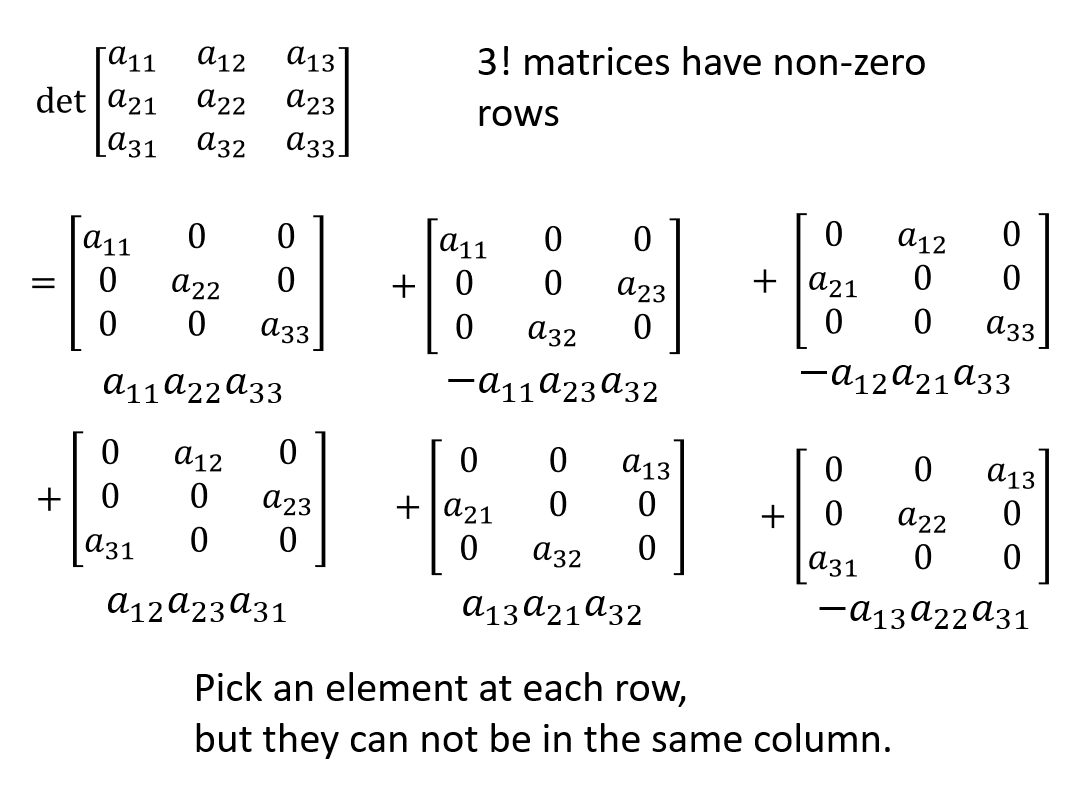 det [a₁₁ a₁₂ a₁₃
a₂₁ a₂₂ a₂₃
a₃₁ a₃₂ a₃₃]
3! matrices have non-zero
rows
= [a₁₁ 0 0
0 a₂₂ 0
0 0 a₃₃]
a₁₁a₂₂a₃₃
+ [a₁₁ 0 0
0 0 a₂₃
0 a₃₂ 0]
−a₁₁a₂₃a₃₂
+ [0 a₁₂ 0
a₂₁ 0 0
0 0 a₃₃]
−a₁₂a₂₁a₃₃
+ [0 a₁₂ 0
0 0 a₂₃
a₃₁ 0 0]
a₁₂a₂₃a₃₁
+ [0 0 a₁₃
a₂₁ 0 0
0 a₃₂ 0]
a₁₃a₂₁a₃₂
+ [0 0 a₁₃
0 a₂₂ 0
a₃₁ 0 0]
−a₁₃a₂₂a₃₁
Pick an element at each row,
but they can not be in the same column.